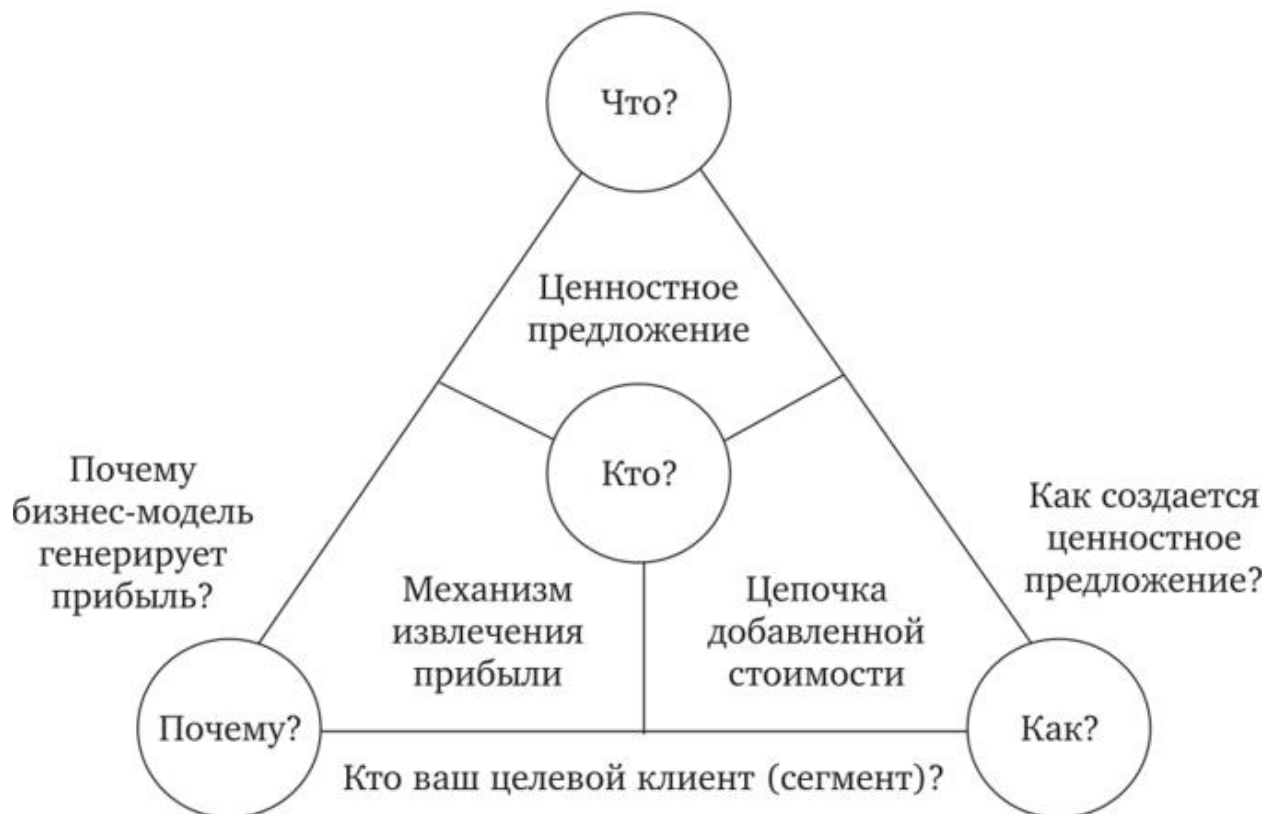 Что?
Ценностное
предложение
Кто?
Почему
бизнес-модель
генерирует
прибыль?
Как создается
ценностное
предложение?
Механизм
извлечения
прибыли
Цепочка
добавленной
стоимости
Почему?
Как?
Кто ваш целевой клиент (сегмент)?